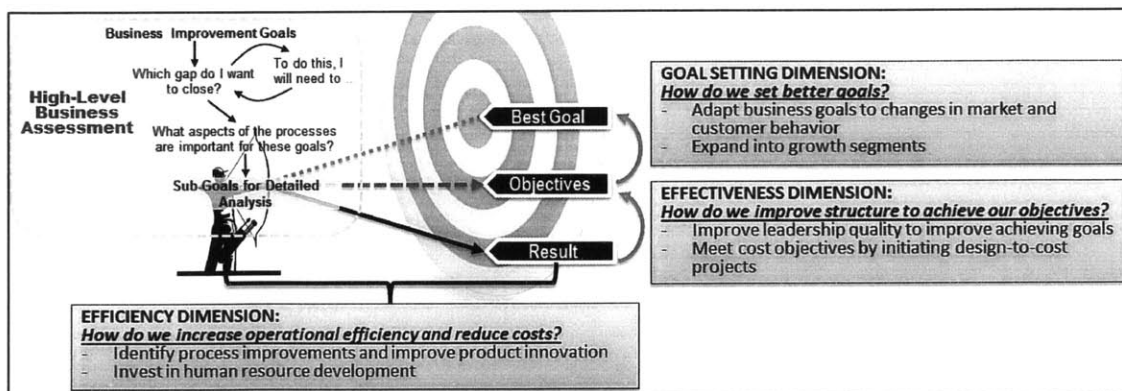 Business Improvement Goals
Which gap do I want
to close?
To do this, I
will need to ...
High-Level
Business
Assessment
What aspects of the processes
are important for these goals?
Sub Goals for Detailed
Analysis
Best Goal
Objectives
Result
GOAL SETTING DIMENSION:
How do we set better goals?
- Adapt business goals to changes in market and
customer behavior
- Expand into growth segments
EFFECTIVENESS DIMENSION:
How do we improve structure to achieve our objectives?
- Improve leadership quality to improve achieving goals
- Meet cost objectives by initiating design-to-cost
projects
EFFICIENCY DIMENSION:
How do we increase operational efficiency and reduce costs?
- Identify process improvements and improve product innovation
- Invest in human resource development